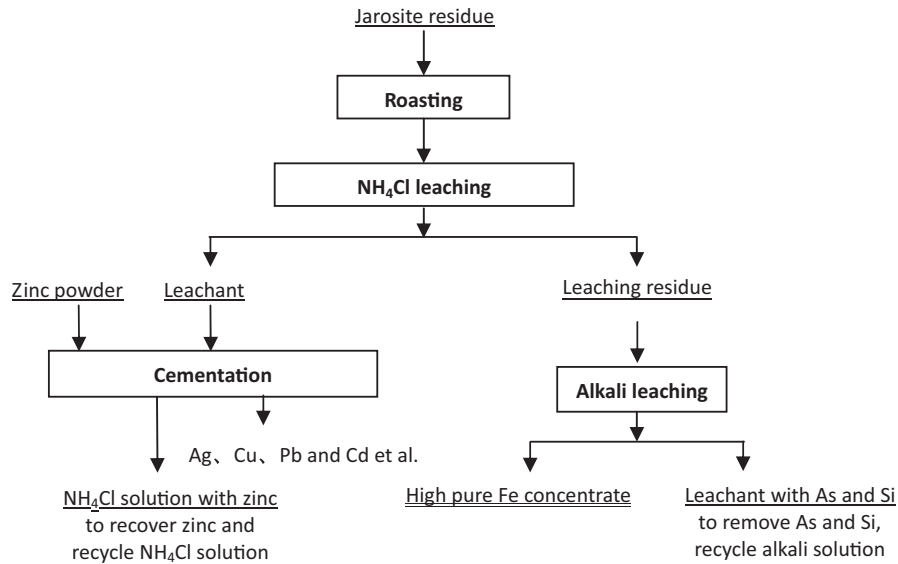 Jarosite residue
Roasting
NH₄Cl leaching
Zinc powder
Leachant
Leaching residue
Cementation
Alkali leaching
Ag、Cu、Pb and Cd et al.
NH₄Cl solution with zinc
to recover zinc and
recycle NH₄Cl solution
High pure Fe concentrate
Leachant with As and Si
to remove As and Si,
recycle alkali solution